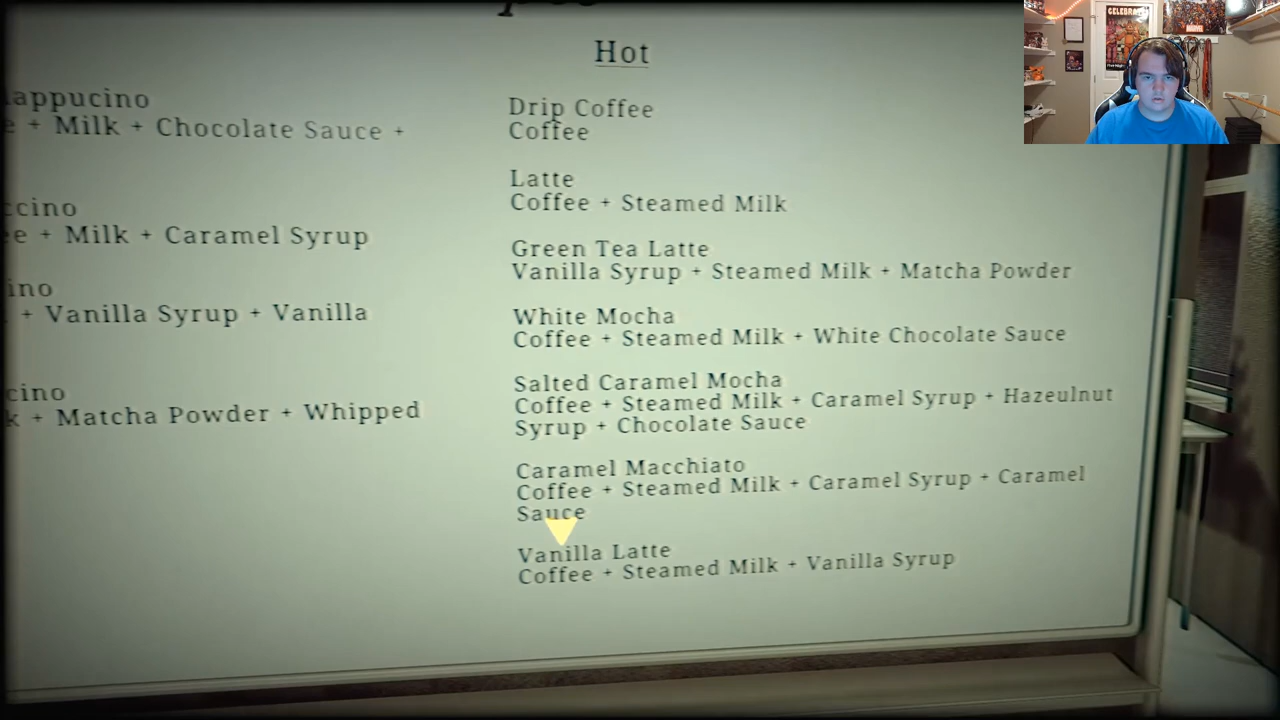 Hot
appucino
e + Milk + Chocolate Sauce +
ccino
e + Milk + Caramel Syrup
ino
+ Vanilla Syrup + Vanilla
cino
k + Matcha Powder + Whipped
Drip Coffee
Coffee
Latte
Coffee + Steamed Milk
Green Tea Latte
Vanilla Syrup + Steamed Milk + Matcha Powder
White Mocha
Coffee + Steamed Milk + White Chocolate Sauce
Salted Caramel Mocha
Coffee + Steamed Milk + Caramel Syrup + Hazeulnut
Syrup + Chocolate Sauce
Caramel Macchiato
Coffee + Steamed Milk + Caramel Syrup + Caramel
Sauce
Vanilla Latte
Coffee + Steamed Milk + Vanilla Syrup
CELEBRA
MARVEL